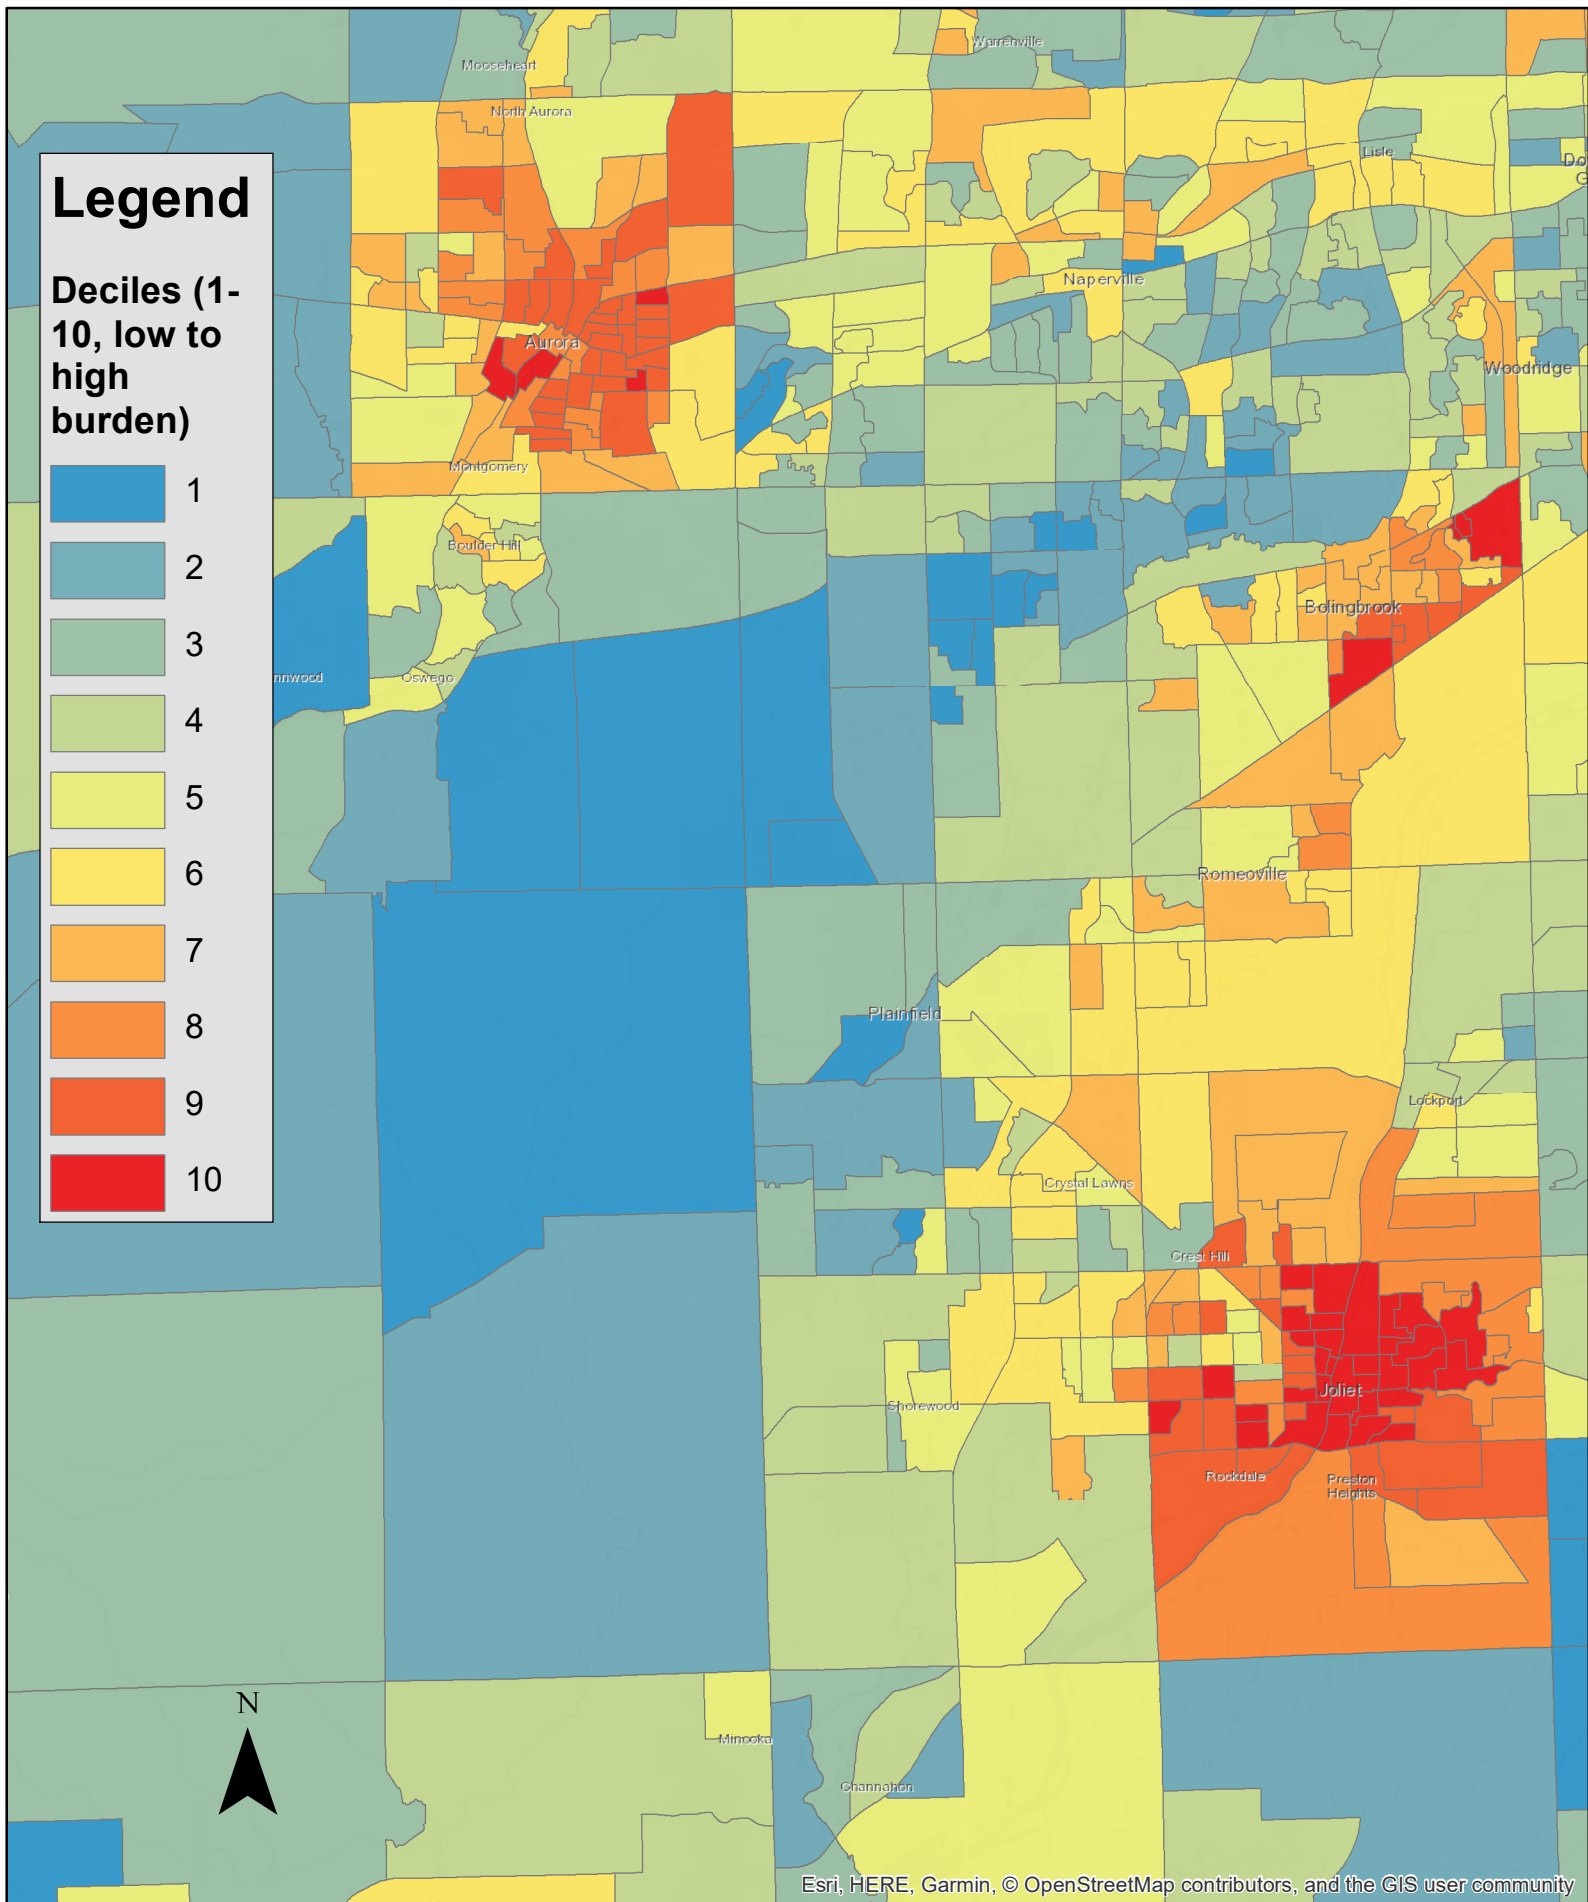 Warrenville
Mooseheart
North Aurora
Lisle
Do
G
Legend
Deciles (1-
10, low to
high
burden)
1
2
3
4
5
6
7
8
9
10
Naperville
Aurora
Woodridge
Montgomery
Boulder Hill
Bolingbrook
nnwood
Oswego
Romeoville
Plainfield
Lockport
Crystal Lawns
Crest Hill
Joliet
Shorewood
Rockdale
Preston
Heights
N
Minooka
Channahon
Esri, HERE, Garmin, © OpenStreetMap contributors, and the GIS user community